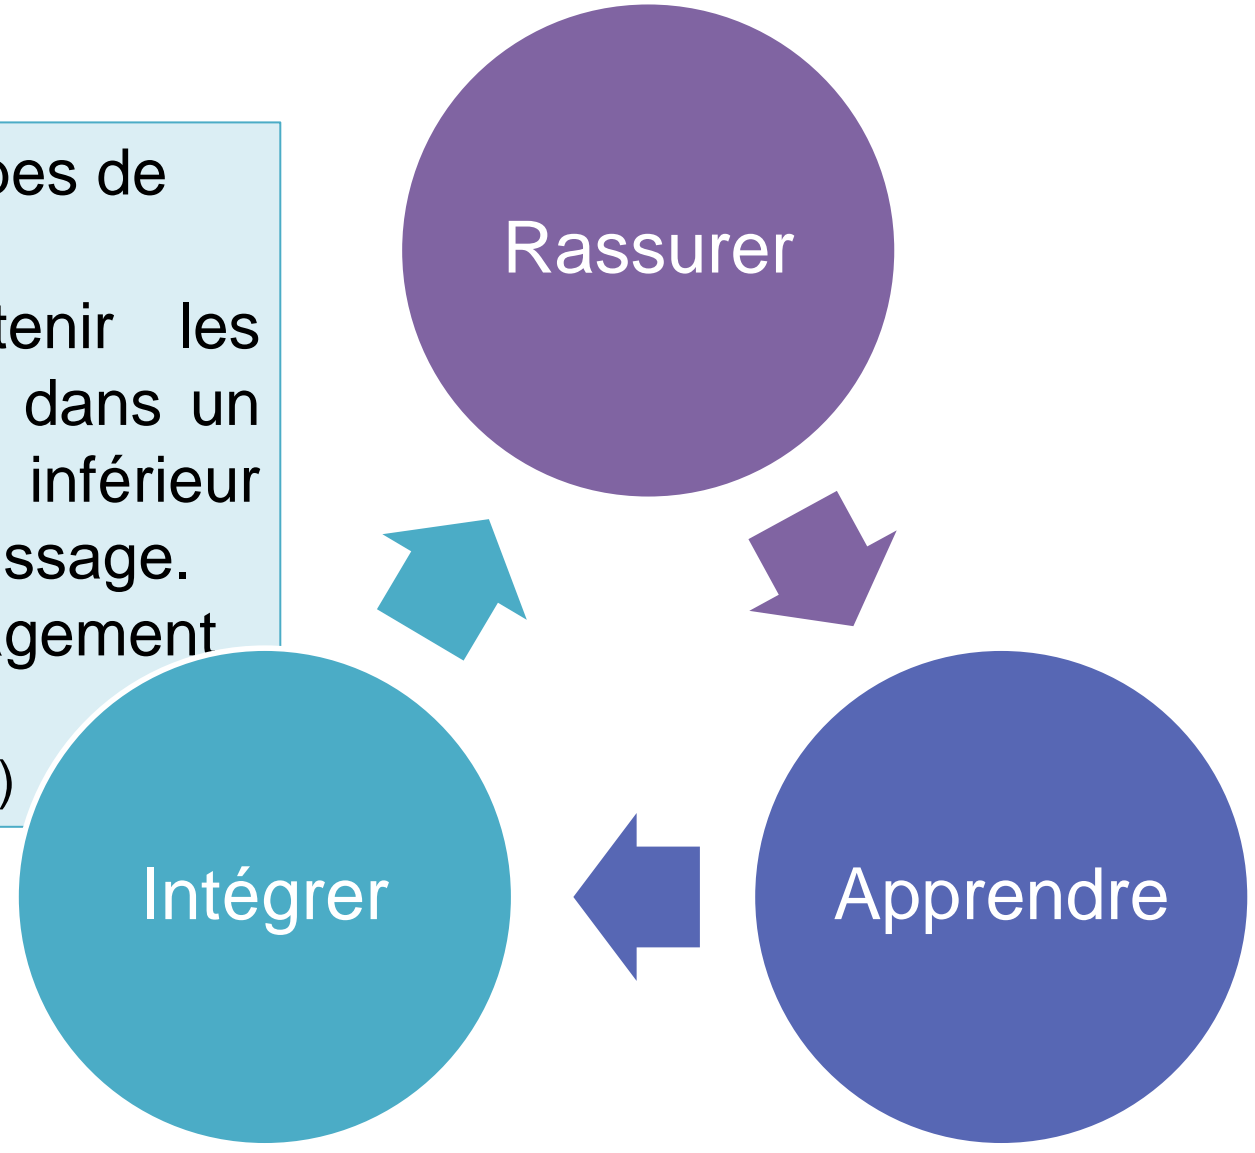 Rassurer
pes de
tenir les
dans un
inférieur
ssage.
gement
)
Intégrer
Apprendre